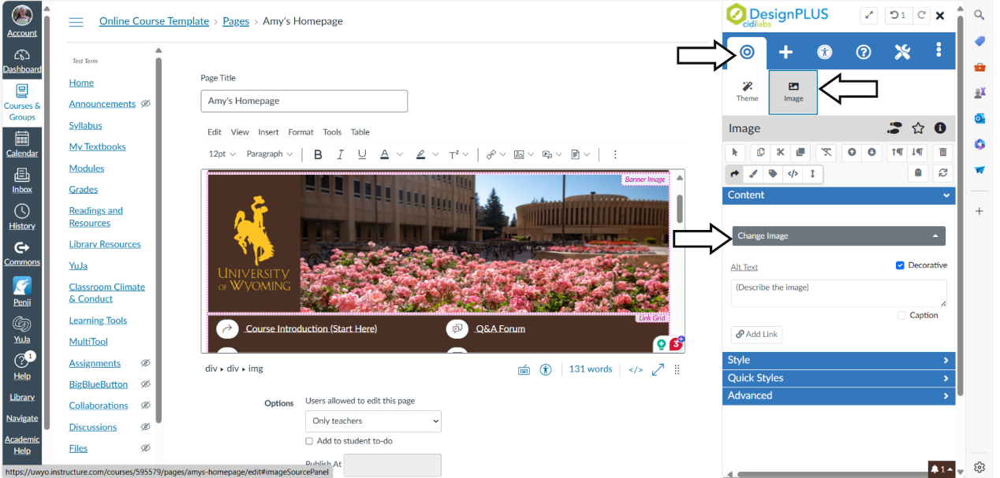 Account
Dashboard
Courses &
Groups
Calendar
Inbox
History
Commons
Penji
YuJa
1
Help
Library
Navigate
Academic
Help
Online Course Template > Pages > Amy's Homepage
Test Term
Home
Announcements
Syllabus
My Textbooks
Modules
Grades
Readings and
Resources
Library Resources
YuJa
Classroom Climate
& Conduct
Learning Tools
MultiTool
Assignments
BigBlueButton
Collaborations
Discussions
Files
Page Title
Amy's Homepage
Edit View Insert Format Tools Table
12pt Paragraph B I U A T²
Banner Image
UNIVERSITY
OF WYOMING
Link Grid
Course Introduction (Start Here) Q&A Forum
3
div ▸ div ▸ img 131 words </>
Options Users allowed to edit this page
Only teachers
Add to student to-do
Publish At
https://uwyo.instructure.com/courses/595579/pages/amys-homepage/edit#imageSourcePanel
DesignPLUS
cidilabs
1
Theme Image
Image
Content
Change Image
Alt Text Decorative
(Describe the image)
Caption
Add Link
Style
Quick Styles
Advanced
1